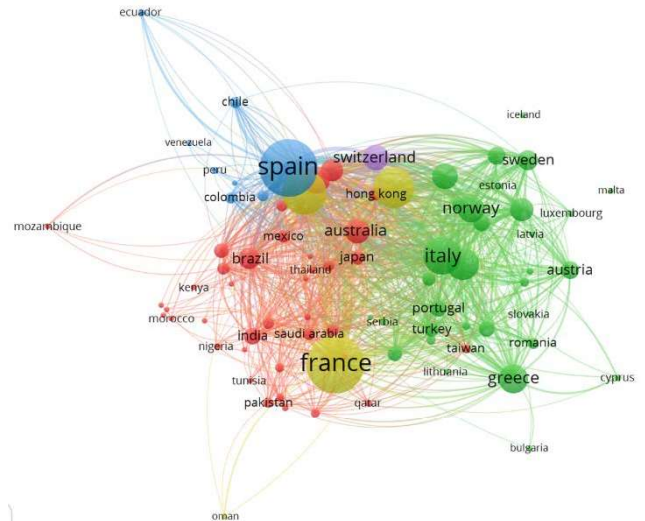 ecuador
chile
iceland
venezuela
spain
switzerland
sweden
peru
estonia
malta
hong kong
colombia
norway
luxembourg
mozambique
mexico
australia
latvia
brazil
japan
italy
thailand
austria
kenya
portugal
slovakia
morocco
serbia
india
saudi arabia
turkey
nigeria
romania
taiwan
france
lithuania
tunisia
greece
cyprus
pakistan
qatar
bulgaria
oman